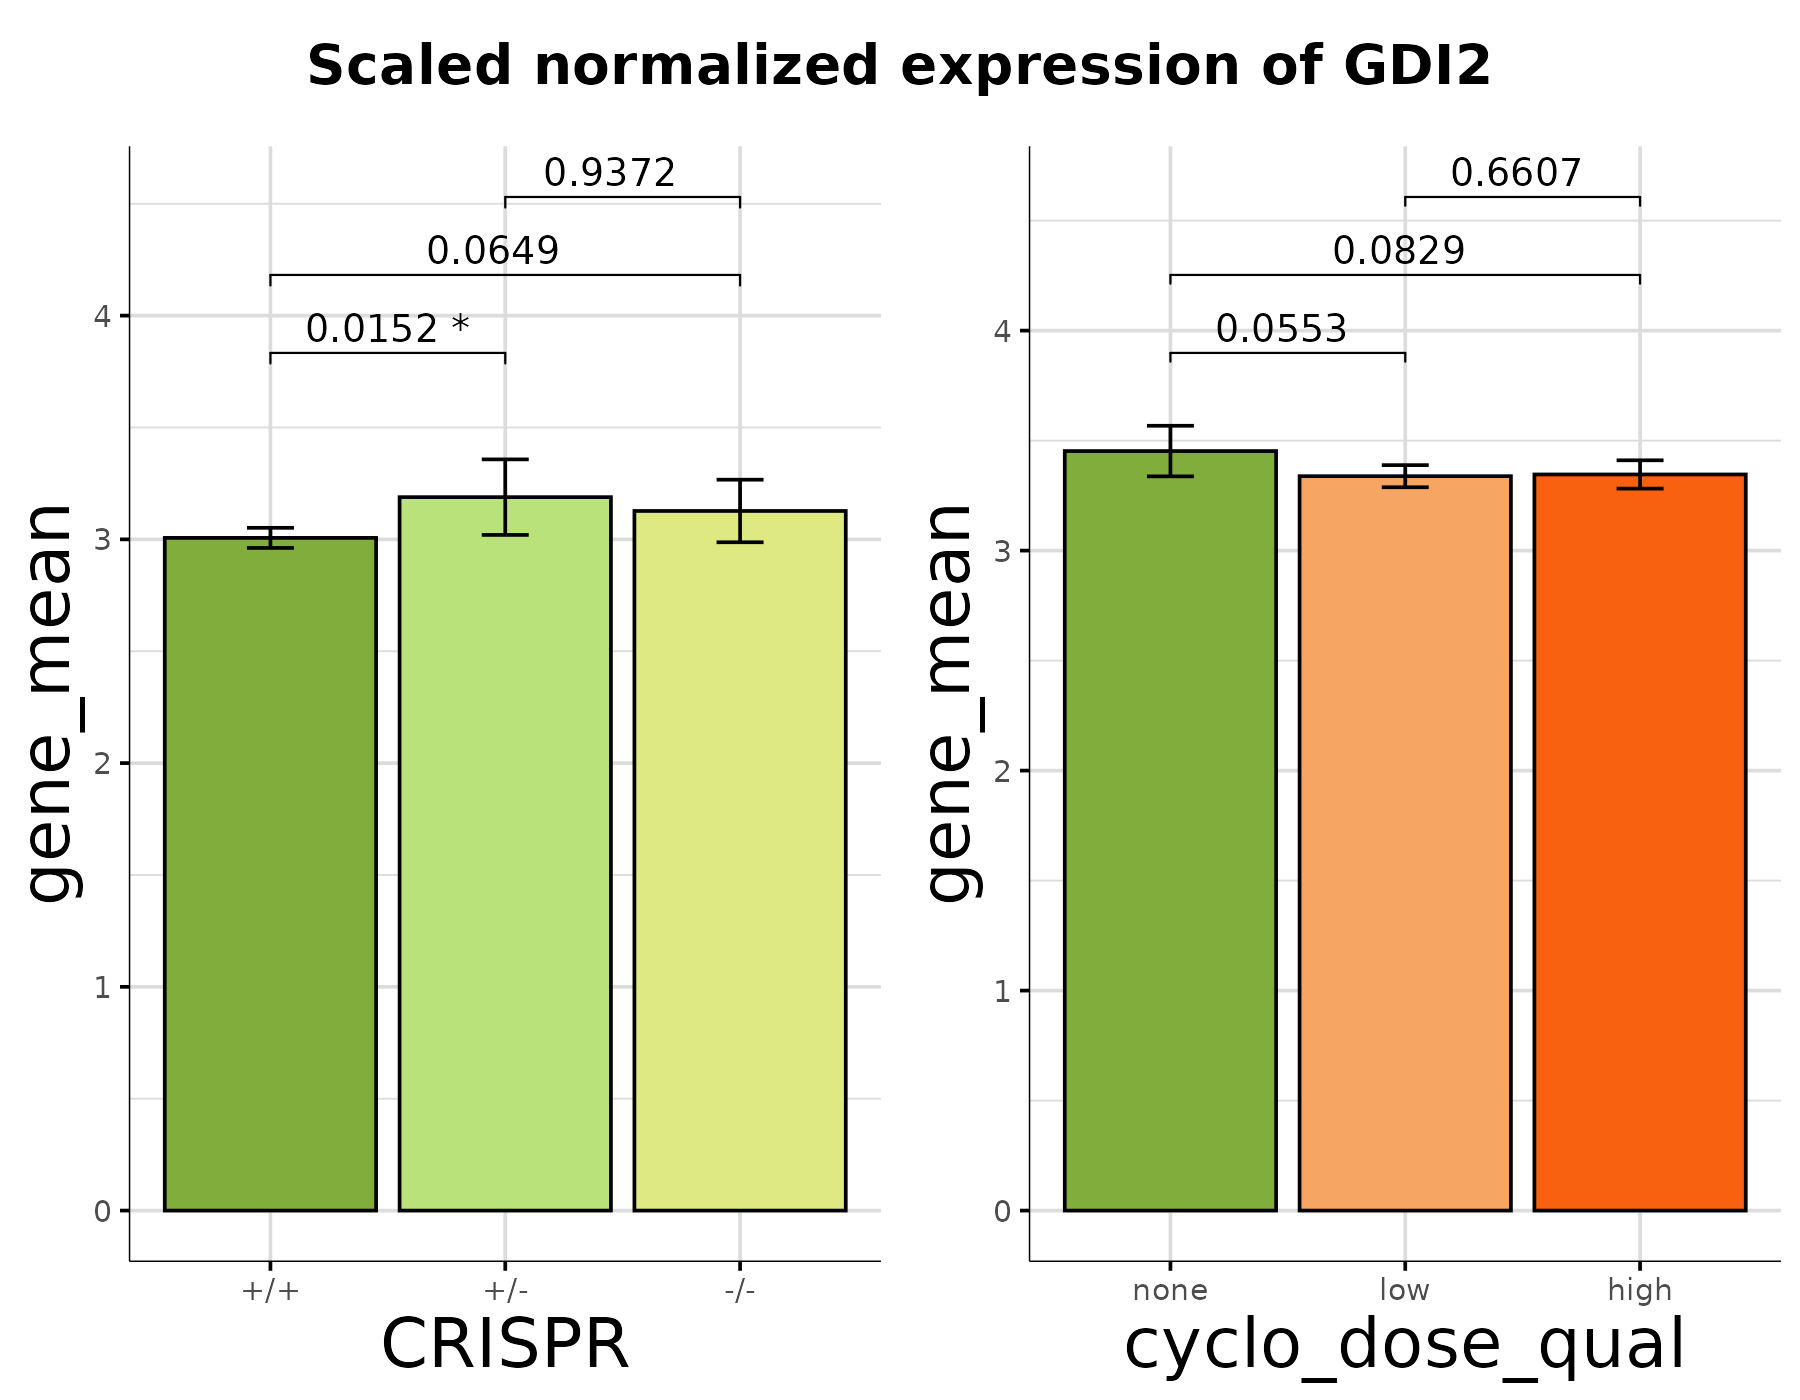 Scaled normalized expression of GDI2
gene_mean
0.9372
0.0649
0.0152 *
4
3
2
1
0
+/+
+/-
-/-
CRISPR
gene_mean
0.6607
0.0829
0.0553
4
3
2
1
0
none
low
high
cyclo_dose_qual